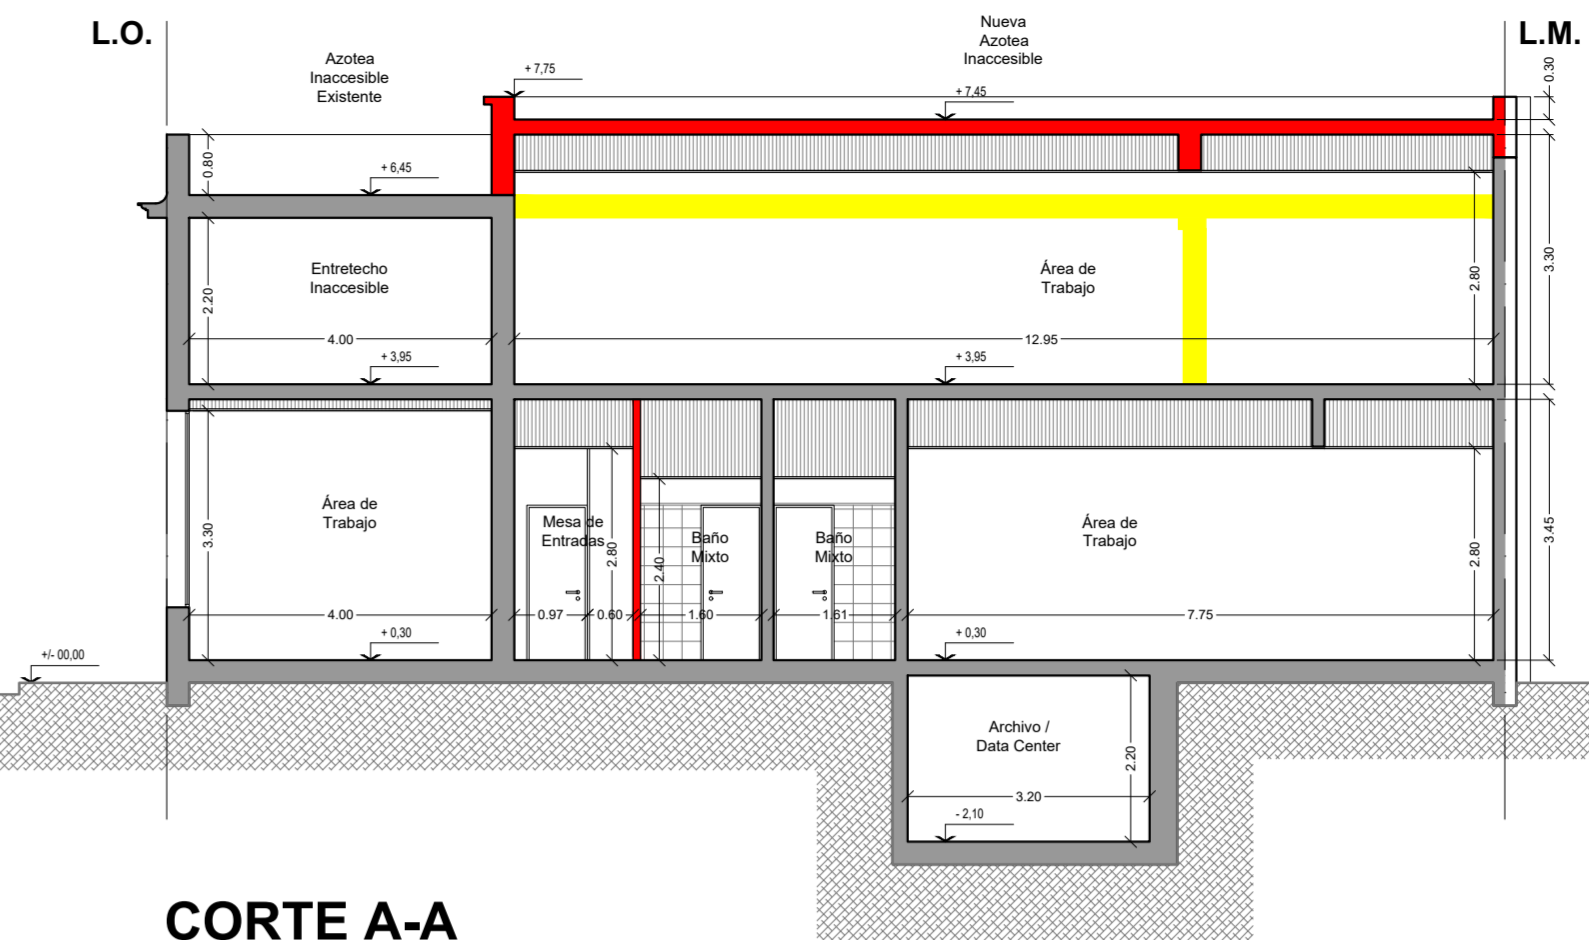 L.O.
Nueva
Azotea
Inaccesible
L.M.
Azotea
Inaccesible
Existente
+ 7,75
+ 7,45
0.30
0.80
+ 6,45
Entretecho
Inaccesible
Área de
Trabajo
2.20
2.80
3.30
4.00
12.95
+ 3,95
+ 3,95
Área de
Trabajo
Mesa de
Entradas
Baño
Mixto
Baño
Mixto
Área de
Trabajo
3.30
2.80
2.40
2.80
3.45
4.00
0.97
0.60
1.60
1.61
7.75
+ 0,30
+ 0,30
+/- 00,00
Archivo /
Data Center
2.20
3.20
- 2,10
CORTE A-A